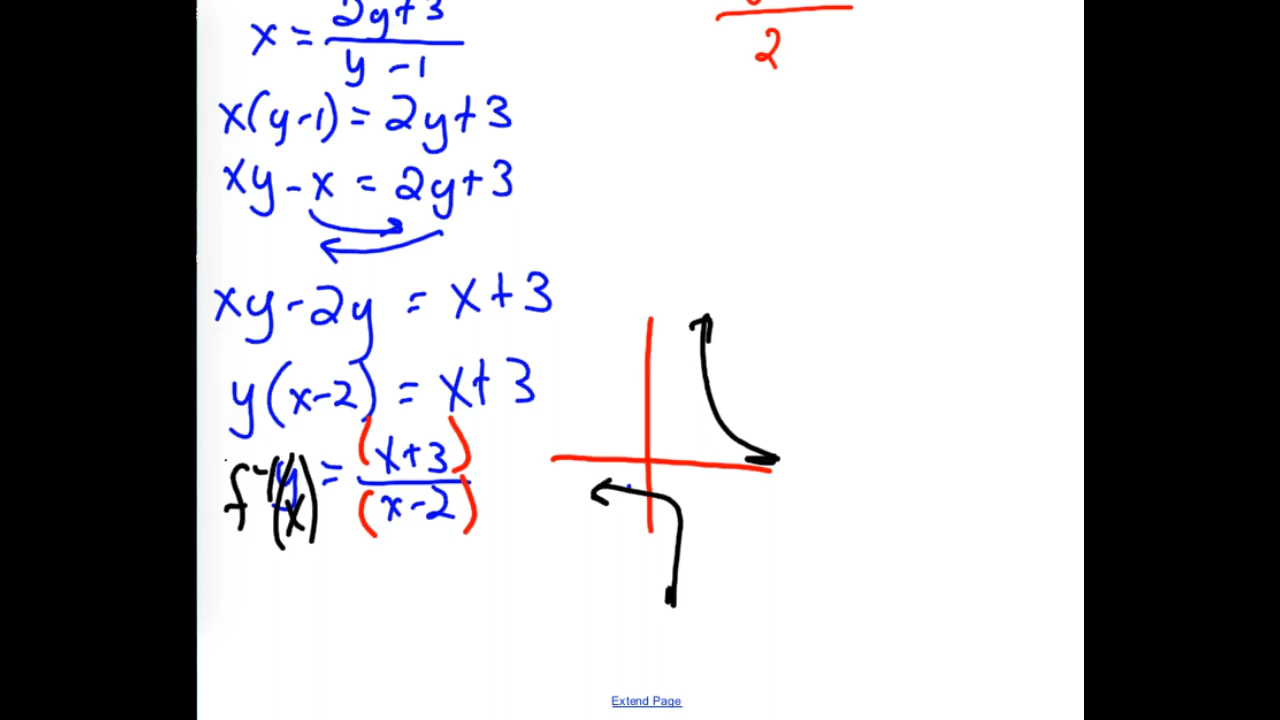 x = 2y+3 / y-1
2
x(y-1) = 2y+3
xy - x = 2y+3
xy - 2y = x+3
y(x-2) = x+3
f⁻¹(x) = (x+3) / (x-2)
Extend Page